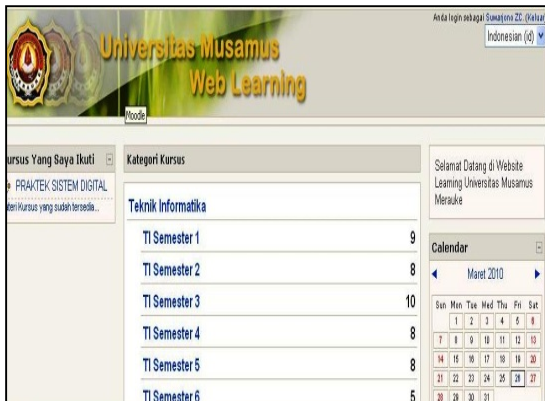 Anda login sebagai Suwarjono ZC. (Keluar
Indonesian (id)
Universitas Musamus
Web Learning
Moodle
ursus Yang Saya Ikuti
PRAKTEK SISTEM DIGITAL
ateri Kursus yang sudah tersedia...
Kategori Kursus
Teknik Informatika
TI Semester 1 9
TI Semester 2 8
TI Semester 3 10
TI Semester 4 8
TI Semester 5 8
TI Semester 6 5
Selamat Datang di Website
Learning Universitas Musamus
Merauke
Calendar
Maret 2010
Sun Mon Tue Wed Thu Fri Sat
1 2 3 4 5 6
7 8 9 10 11 12 13
14 15 16 17 18 19 20
21 22 23 24 25 26 27
28 29 30 31